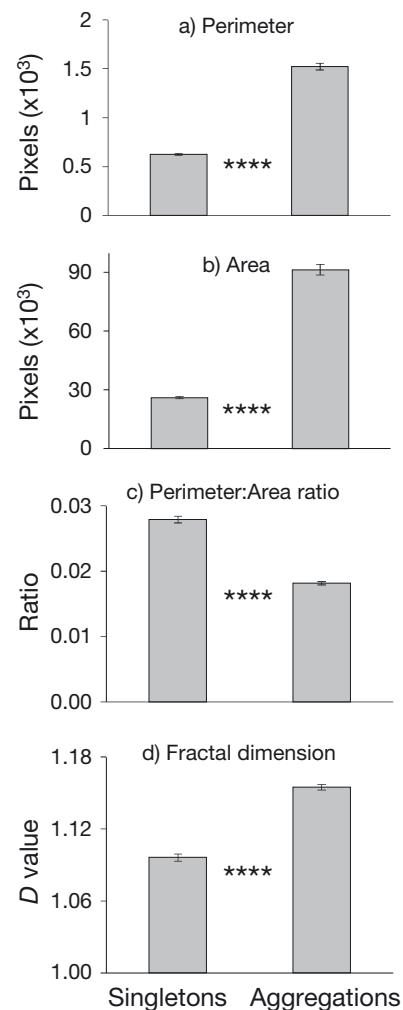 a) Perimeter
Pixels (x10³)
2
1.5
1
0.5
0
****
b) Area
Pixels (x10³)
90
60
30
0
****
c) Perimeter:Area ratio
Ratio
0.03
0.02
0.01
0.00
****
d) Fractal dimension
D value
1.18
1.12
1.06
1.00
****
Singletons Aggregations